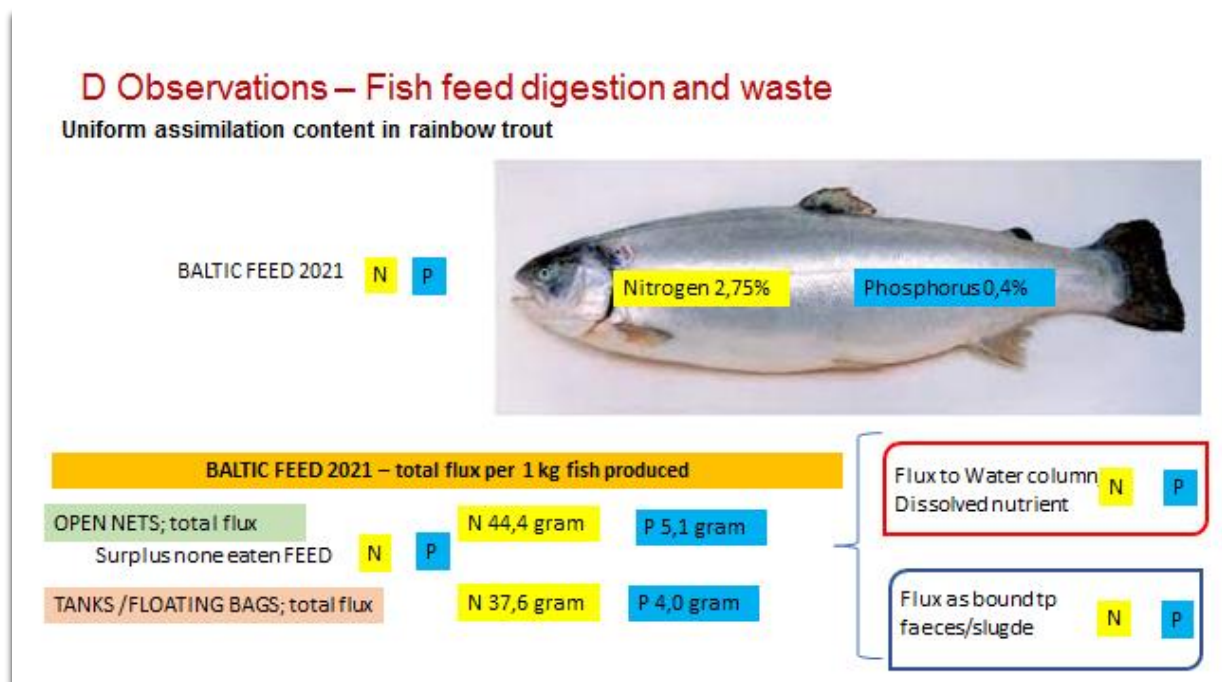 D Observations – Fish feed digestion and waste
Uniform assimilation content in rainbow trout
BALTIC FEED 2021 N P
Nitrogen 2,75% Phosphorus 0,4%
BALTIC FEED 2021 – total flux per 1 kg fish produced
OPEN NETS; total flux N 44,4 gram P 5,1 gram
Surplus none eaten FEED N P
TANKS /FLOATING BAGS; total flux N 37,6 gram P 4,0 gram
Flux to Water column, N P
Dissolved nutrient
Flux as bound tp
faeces/slugde N P